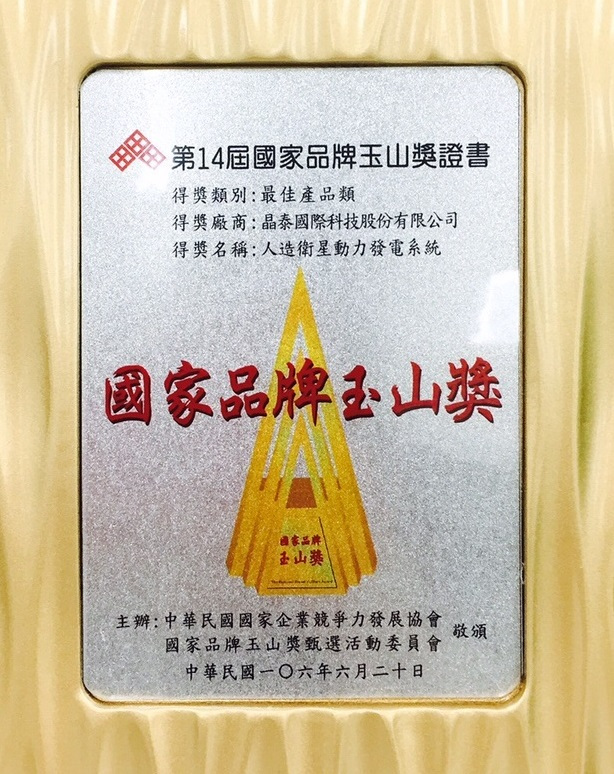 第14屆國家品牌玉山獎證書
得獎類別:最佳產品類
得獎廠商:晶泰國際科技股份有限公司
得獎名稱:人造衛星動力發電系統
國家品牌玉山獎
國家品牌
玉山獎
主辦:中華民國國家企業競爭力發展協會
國家品牌玉山獎甄選活動委員會
敬頒
中華民國一〇六年六月二十日